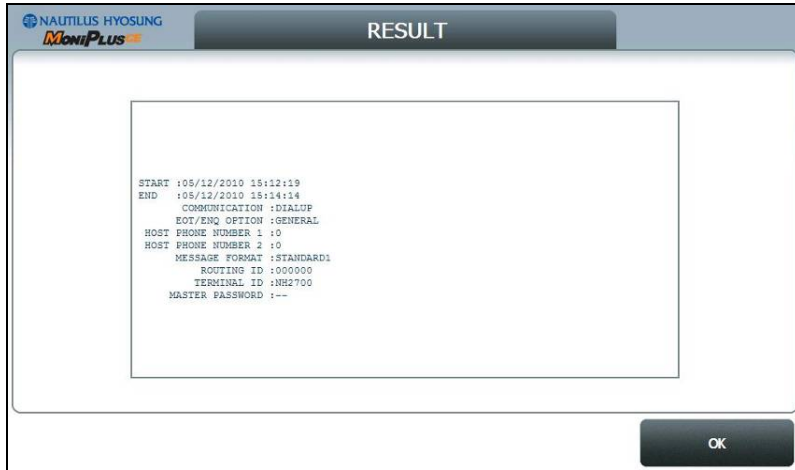 NAUTILUS HYOSUNG
MONiPLUS CE
RESULT
START :05/12/2010 15:12:19
END :05/12/2010 15:14:14
COMMUNICATION :DIALUP
EOT/ENQ OPTION :GENERAL
HOST PHONE NUMBER 1 :0
HOST PHONE NUMBER 2 :0
MESSAGE FORMAT :STANDARD1
ROUTING ID :000000
TERMINAL ID :NH2700
MASTER PASSWORD :--
OK